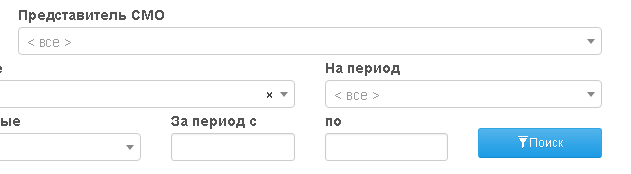 Представитель СМО
< все >
е На период
× < все >
ые За период с по
Поиск